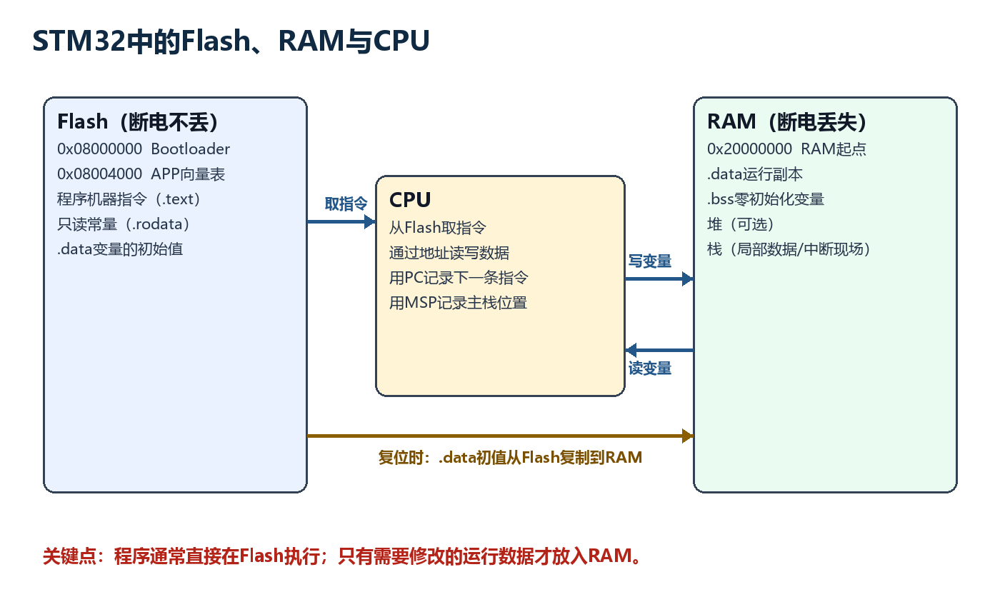 STM32中的Flash、RAM与CPU
Flash（断电不丢）
0x08000000  Bootloader
0x08004000  APP向量表
程序机器指令（.text）
只读常量（.rodata）
.data变量的初始值
取指令
CPU
从Flash取指令
通过地址读写数据
用PC记录下一条指令
用MSP记录主栈位置
写变量
读变量
RAM（断电丢失）
0x20000000  RAM起点
.data运行副本
.bss零初始化变量
堆（可选）
栈（局部数据/中断现场）
复位时：.data初值从Flash复制到RAM
关键点：程序通常直接在Flash执行；只有需要修改的运行数据才放入RAM。